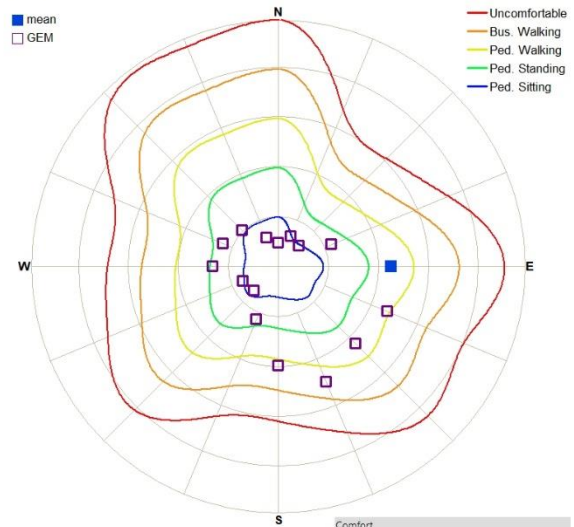 mean
GEM
N
Uncomfortable
Bus. Walking
Ped. Walking
Ped. Standing
Ped. Sitting
W
E
S
Comfort